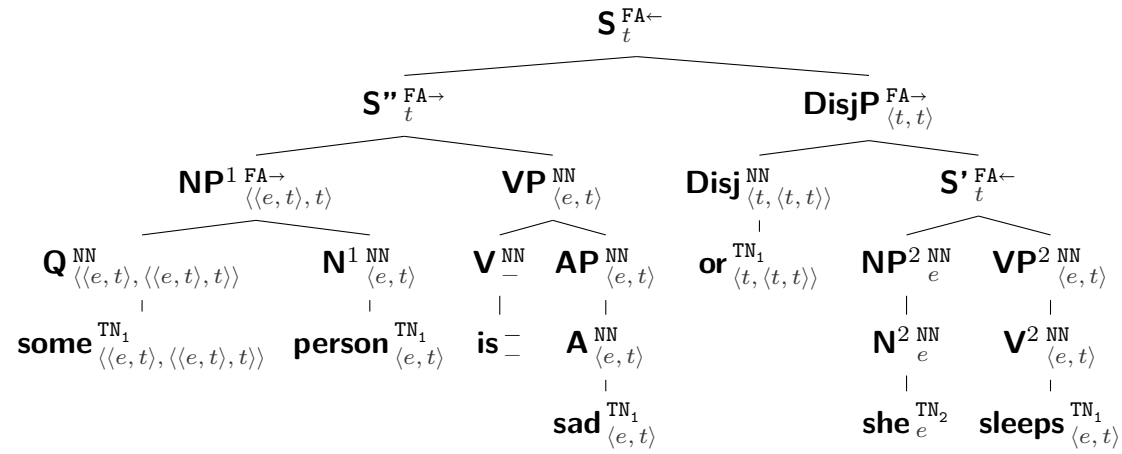 S FA← t
S” FA→ t DisjP FA→ ⟨t, t⟩
NP¹ FA→ ⟨⟨e, t⟩, t⟩ VP NN ⟨e, t⟩ Disj NN ⟨t, ⟨t, t⟩⟩ S’ FA← t
Q NN ⟨⟨e, t⟩, ⟨⟨e, t⟩, t⟩⟩ N¹ NN ⟨e, t⟩ V NN – AP NN ⟨e, t⟩ or TN₁ ⟨t, ⟨t, t⟩⟩ NP² NN e VP² NN ⟨e, t⟩
some TN₁ ⟨⟨e, t⟩, ⟨⟨e, t⟩, t⟩⟩ person TN₁ ⟨e, t⟩ is – – A NN ⟨e, t⟩ N² NN e V² NN ⟨e, t⟩
sad TN₁ ⟨e, t⟩ she TN₂ e sleeps TN₁ ⟨e, t⟩